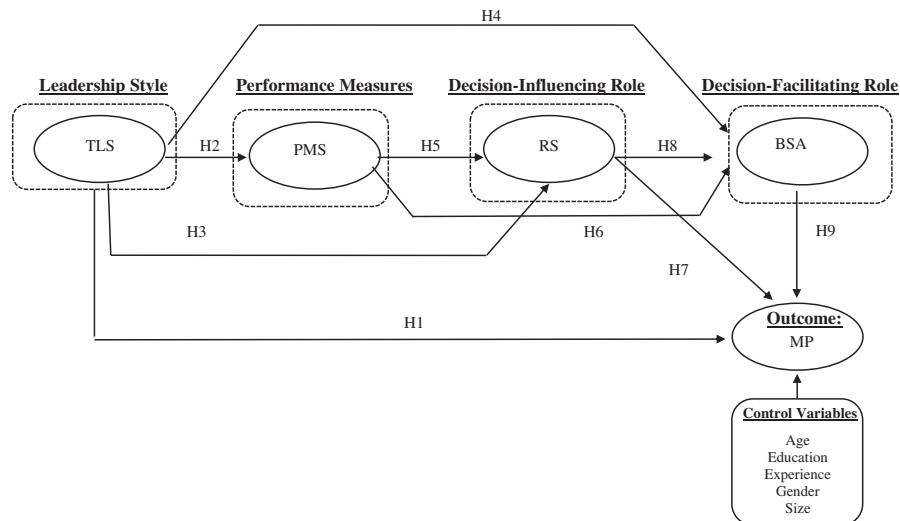 H4
Leadership Style
Performance Measures
Decision-Influencing Role
Decision-Facilitating Role
TLS
H2
PMS
H5
RS
H8
BSA
H3
H6
H9
H7
H1
Outcome:
MP
Control Variables
Age
Education
Experience
Gender
Size